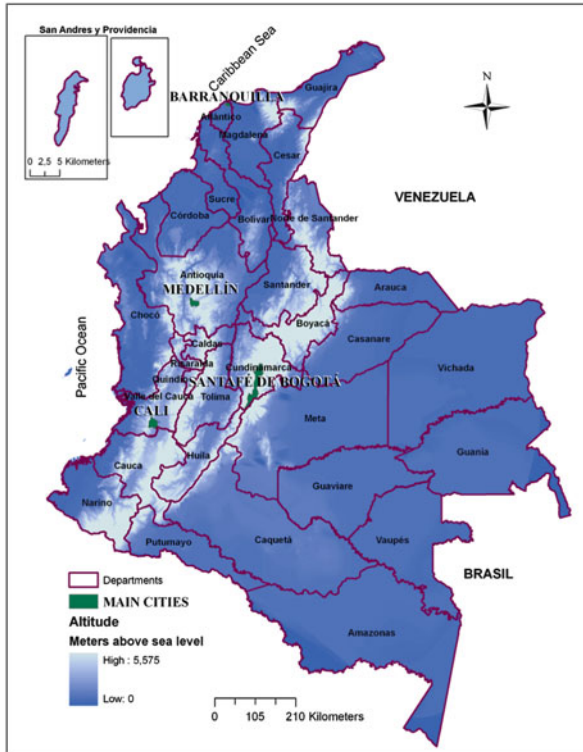 San Andres y Providencia
0 2,5 5 Kilometers
Caribbean Sea
N
Guajira
BARRANQUILLA
Atlántico
Magdalena
Cesar
VENEZUELA
Sucre
Córdoba
Bolívar
Norte de Santander
Antioquia
MEDELLÍN
Santander
Arauca
Boyacá
Chocó
Pacific Ocean
Caldas
Casanare
Risaralda
Cundinamarca
Vichada
Quindío
SANTAFÉ DE BOGOTÁ
Valle del Cauca
Tolima
CALI
Meta
Guanía
Cauca
Huila
Guaviare
Narino
Putumayo
Caquetá
Vaupés
BRASIL
Amazonas
Departments
MAIN CITIES
Altitude
Meters above sea level
High : 5,575
Low: 0
0 105 210 Kilometers